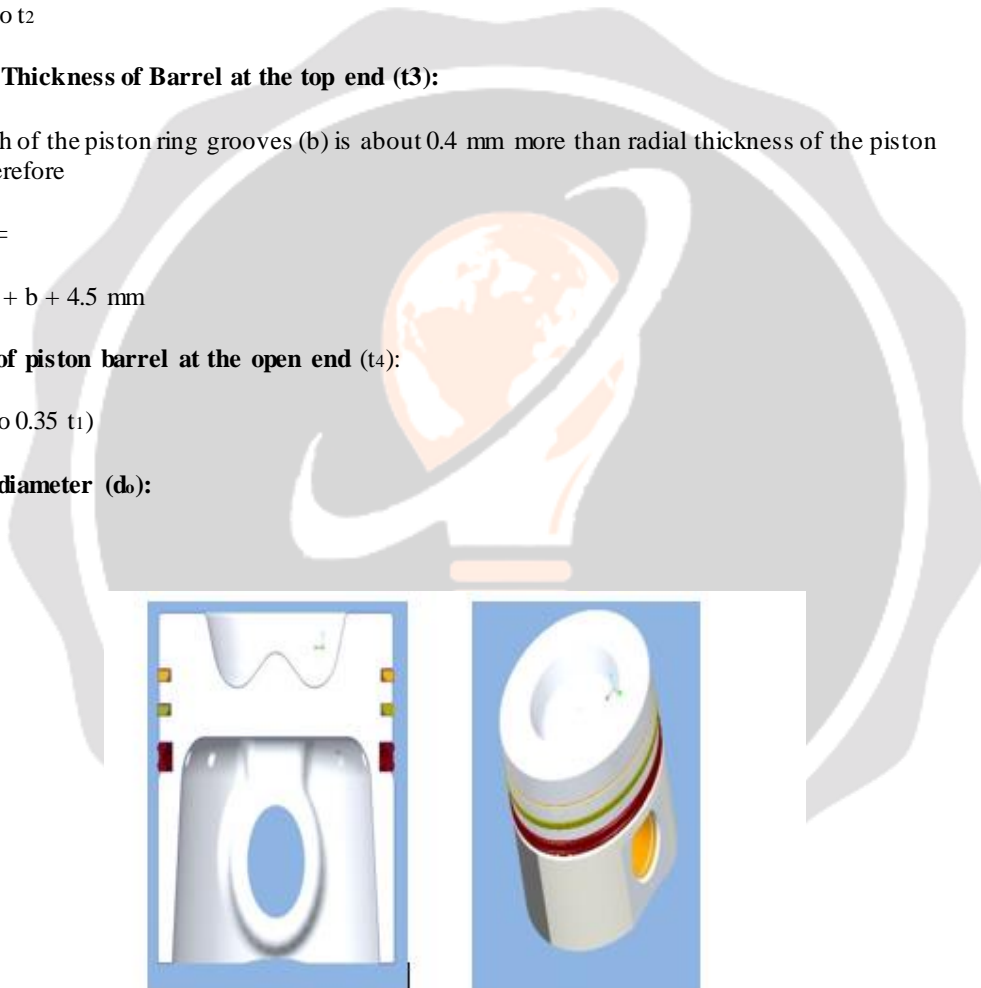 o t2
Thickness of Barrel at the top end (t3):
h of the piston ring grooves (b) is about 0.4 mm more than radial thickness of the piston
erefore
=
+ b + 4.5 mm
of piston barrel at the open end (t4):
o 0.35 t1)
diameter (do):